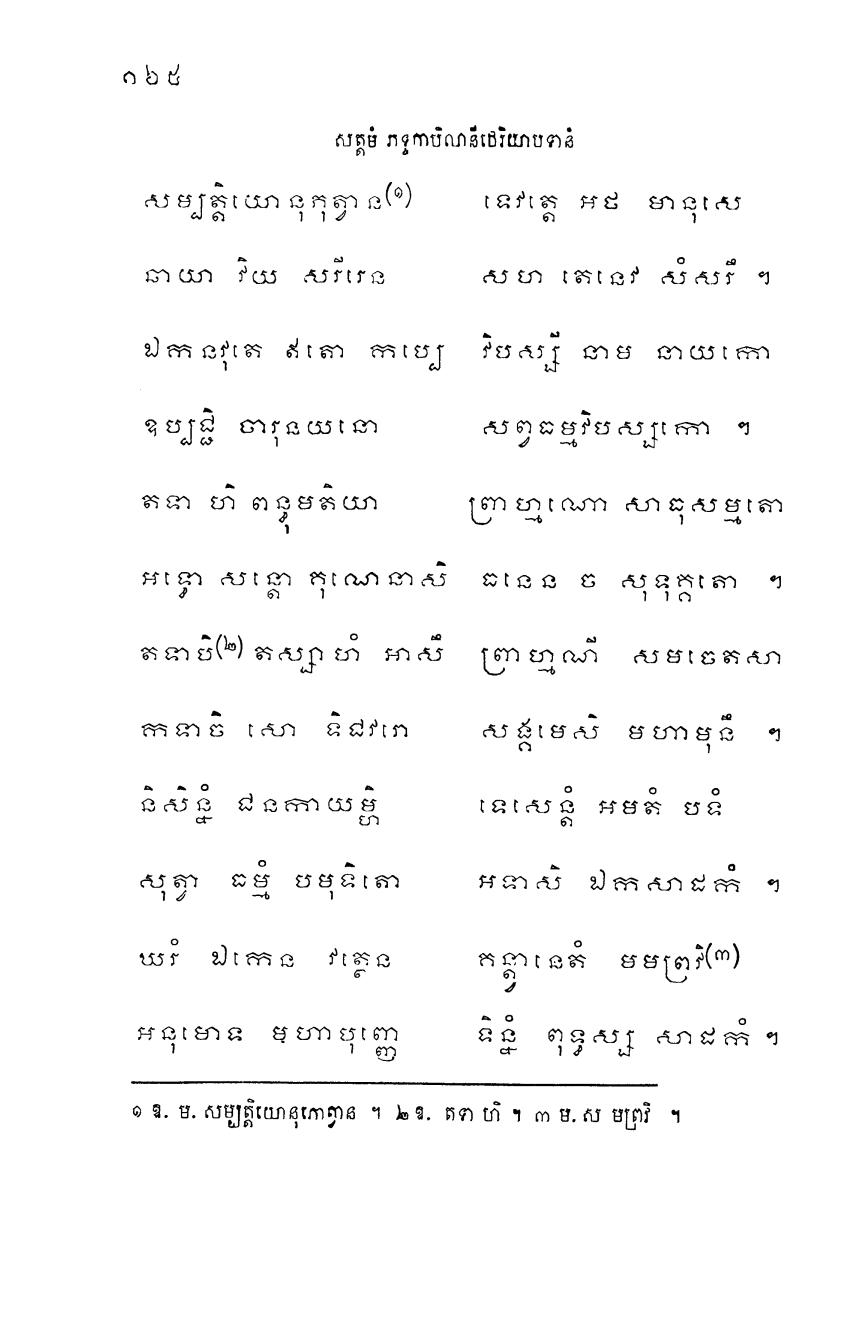 ១៦៥
សត្តមំ ភទ្ទកាបិលានីថេរិយាបទានំ
សម្បត្តិយោនុកុត្វាន(១) ទេវត្តេ អថ មានុសេ
ឆាយា វិយ សរីរេន សហ តេនេវ សំសរឹ ។
ឯកនវុតេ ឥតោ កប្បេ វិបស្សី នាម នាយកោ
ឧប្បជ្ជិ ចារុនយនោ សព្វធម្មវិបស្សកោ ។
តទា ហិ ពន្ធុមតិយា ព្រាហ្មណោ សាធុសម្មតោ
អឌ្ឍោ សន្តោ គុណេនាសិ ធនេន ច សុទុគ្គតោ ។
តទាបិ(២) តស្សាហំ អាសឹ ព្រាហ្មណី សមចេតសា
កទាចិ សោ ទិជវរោ សង្គមេសិ មហាមុនឹ ។
និសិន្នំ ជនកាយម្ហិ ទេសេន្តំ អមតំ បទំ
សុត្វា ធម្មំ បមុទិតោ អទាសិ ឯកសាដកំ ។
ឃរំ ឯកេន វត្ថេន គន្ត្វានេតំ មមព្រវិ(៣)
អនុមោទ មហាបុញ្ញេ ទិន្នំ ពុទ្ធស្ស សាដកំ ។
១ ឱ. ម. សម្បត្តិយោនុភោត្វាន ។ ២ ឱ. តទា ហិ ។ ៣ ម. ស មព្រវិ ។